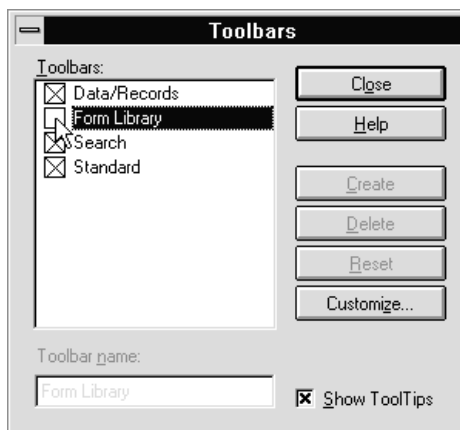 Toolbars
Toolbars:
Data/Records
Form Library
Search
Standard
Close
Help
Create
Delete
Reset
Customize...
Toolbar name:
Form Library
Show ToolTips